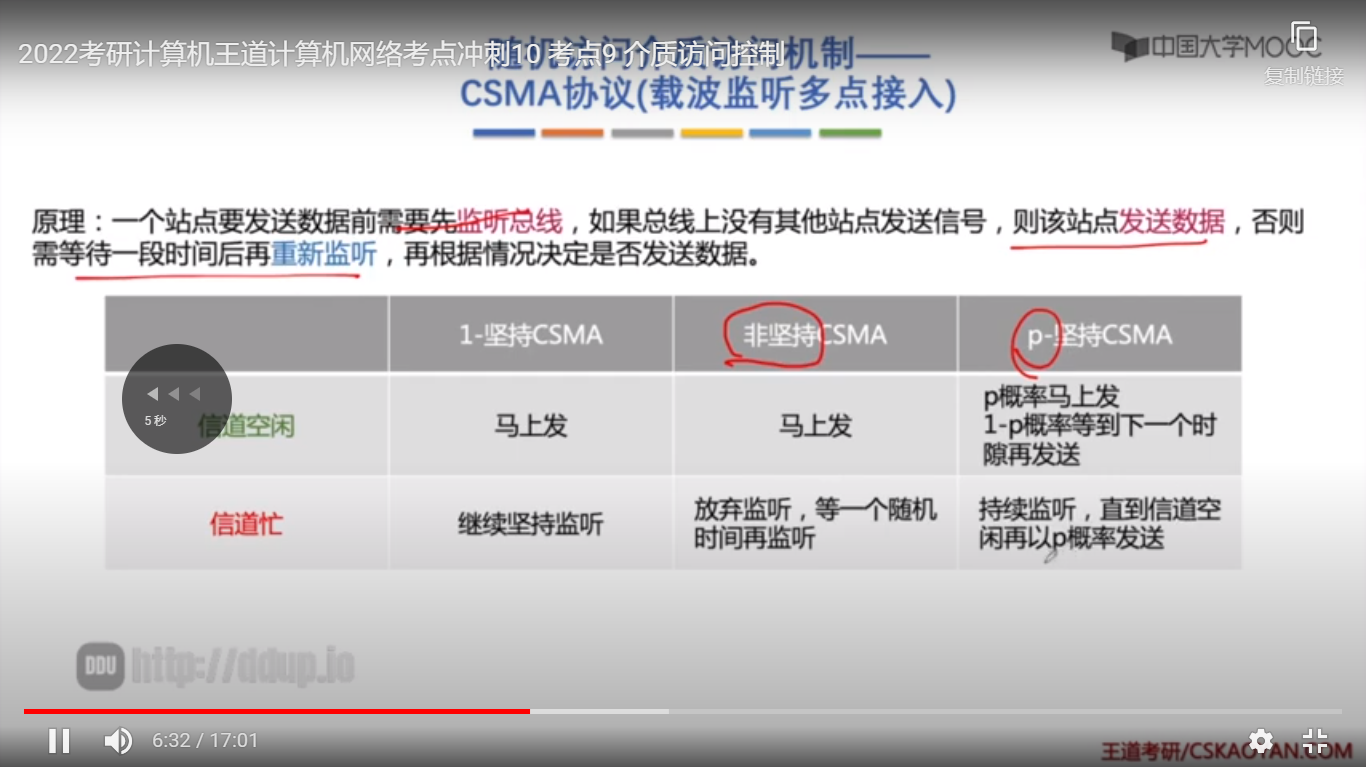 2022考研计算机王道计算机网络考点冲刺10 考点9 介质访问控制
随机访问介质访问控制机制——
中国大学MOOC
复制链接
CSMA协议(载波监听多点接入)
原理：一个站点要发送数据前需要先监听总线，如果总线上没有其他站点发送信号，则该站点发送数据，否则
需等待一段时间后再重新监听，再根据情况决定是否发送数据。
1-坚持CSMA
非坚持CSMA
p-坚持CSMA
5 秒
信道空闲
马上发
马上发
p概率马上发
1-p概率等到下一个时
隙再发送
信道忙
继续坚持监听
放弃监听，等一个随机
时间再监听
持续监听，直到信道空
闲再以p概率发送
DDU http://ddup.io
6:32 / 17:01
王道考研/CSKAOYAN.COM